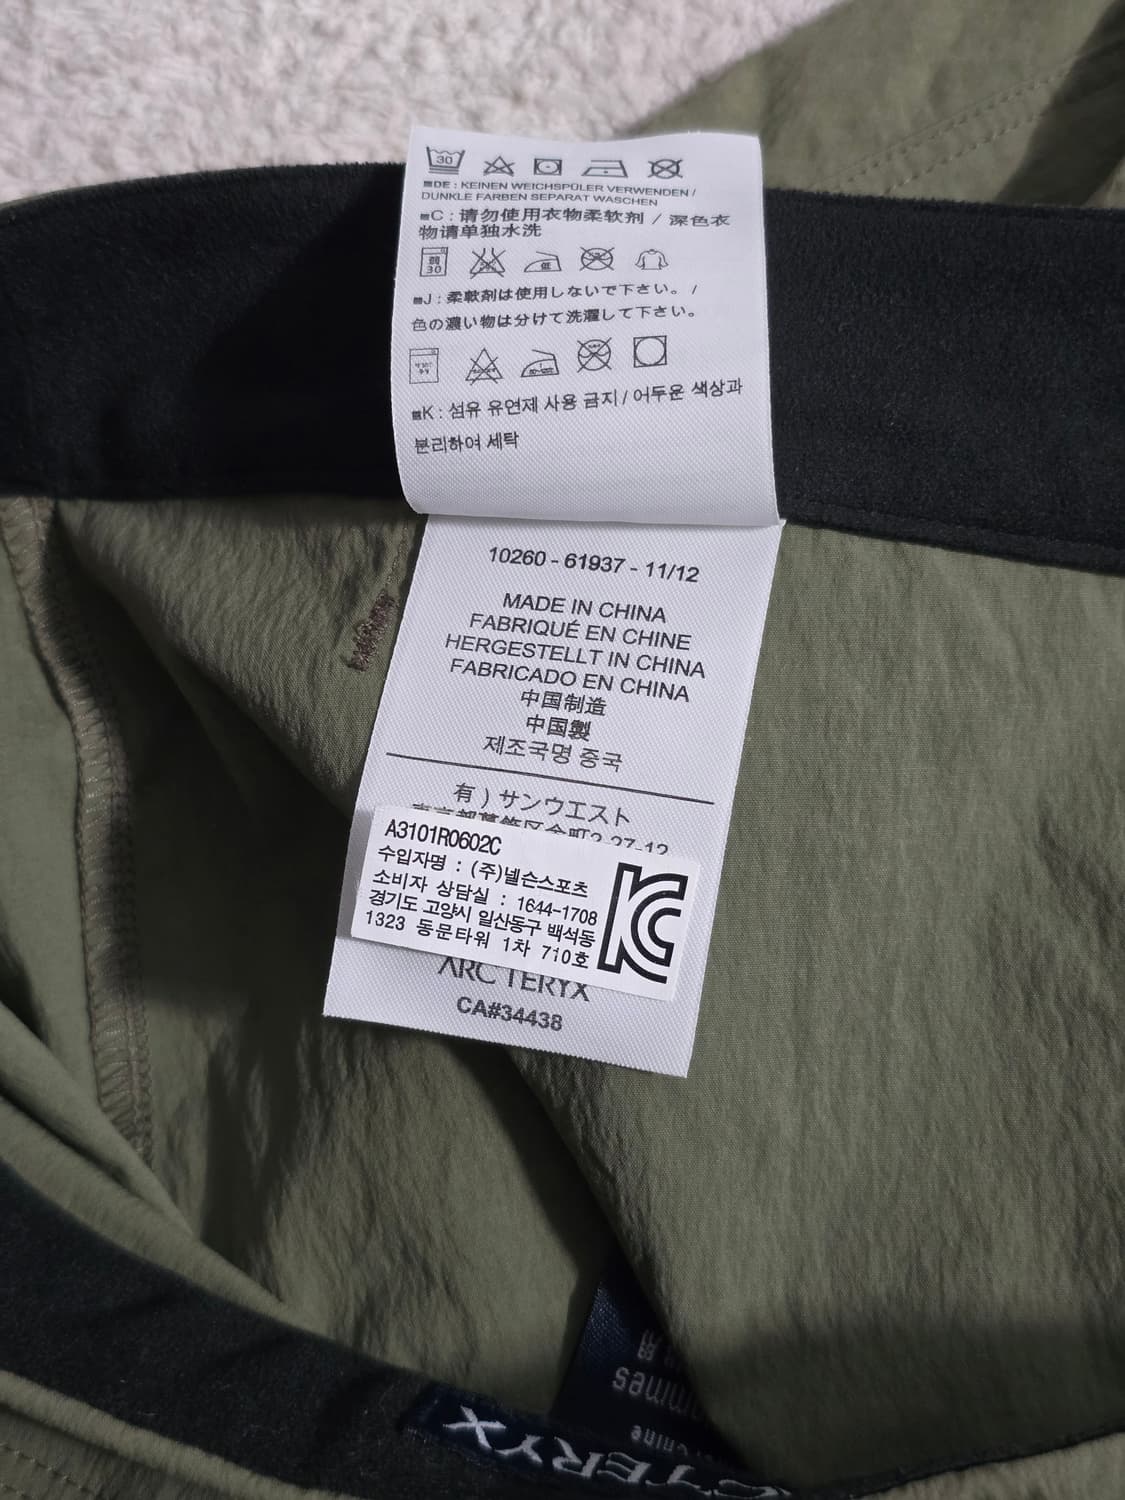 30
DE : KEINEN WEICHSPÜLER VERWENDEN /
DUNKLE FARBEN SEPARAT WASCHEN
C : 请勿使用衣物柔软剂 / 深色衣
物请单独水洗
30
J : 柔軟剤は使用しないで下さい。 /
色の濃い物は分けて洗濯して下さい。
K : 섬유 유연제 사용 금지 / 어두운 색상과
분리하여 세탁
10260 - 61937 - 11/12
MADE IN CHINA
FABRIQUÉ EN CHINE
HERGESTELLT IN CHINA
FABRICADO EN CHINA
中国制造
中国製
제조국명 중국
有 ) サンウエスト
2-27-12
A3101R0602C
수입자명 : (주)넬슨스포츠
소비자 상담실 : 1644-1708
경기도 고양시 일산동구 백석동
1323 동문타워 1차 710호
KC
ARC'TERYX
CA#34438